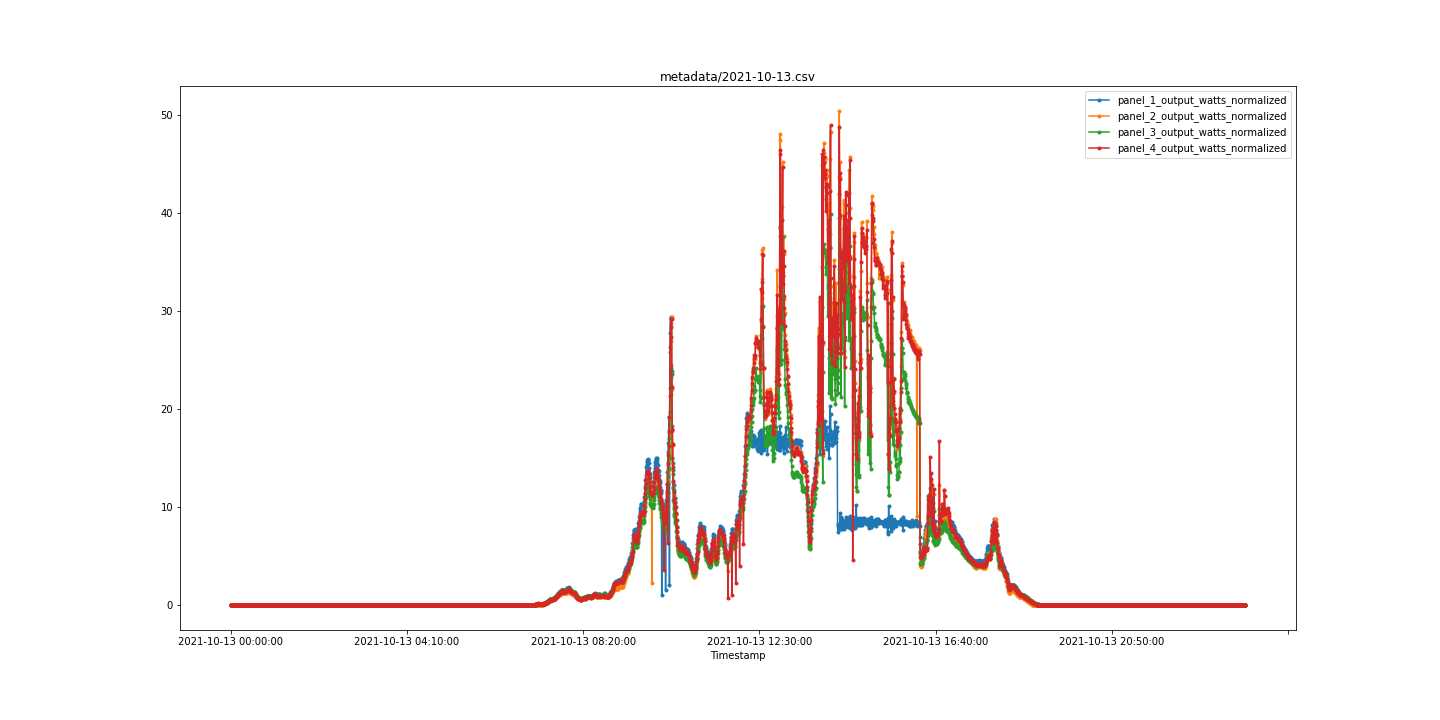 metadata/2021-10-13.csv
panel_1_output_watts_normalized
panel_2_output_watts_normalized
panel_3_output_watts_normalized
panel_4_output_watts_normalized
50
40
30
20
10
0
2021-10-13 00:00:00 2021-10-13 04:10:00 2021-10-13 08:20:00 2021-10-13 12:30:00 2021-10-13 16:40:00 2021-10-13 20:50:00
Timestamp